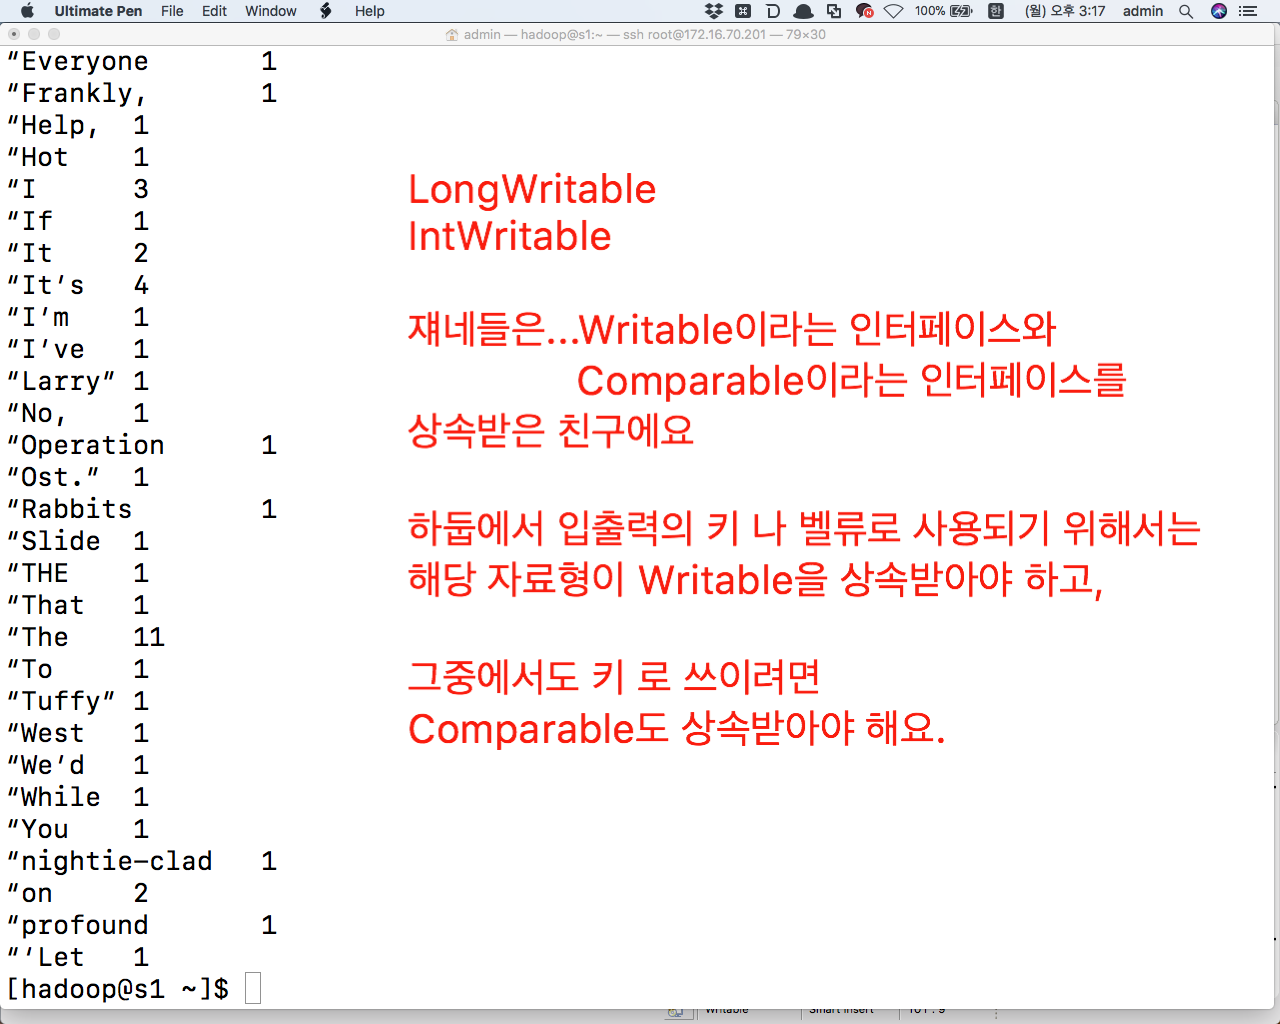 Ultimate Pen File Edit Window Help 100% 한 (월) 오후 3:17 admin
admin — hadoop@s1:~ — ssh root@172.16.70.201 — 79×30
“Everyone 1
“Frankly, 1
“Help, 1
“Hot 1
“I 3
“If 1
“It 2
“It’s 4
“I’m 1
“I’ve 1
“Larry” 1
“No, 1
“Operation 1
“Ost.” 1
“Rabbits 1
“Slide 1
“THE 1
“That 1
“The 11
“To 1
“Tuffy” 1
“West 1
“We’d 1
“While 1
“You 1
“nightie-clad 1
“on 2
“profound 1
“‘Let 1
[hadoop@s1 ~]$
LongWritable
IntWritable
쟤네들은...Writable이라는 인터페이스와
Comparable이라는 인터페이스를
상속받은 친구에요
하둡에서 입출력의 키 나 벨류로 사용되기 위해서는
해당 자료형이 Writable을 상속받아야 하고,
그중에서도 키 로 쓰이려면
Comparable도 상속받아야 해요.
Writable Smart Insert 101 : 9